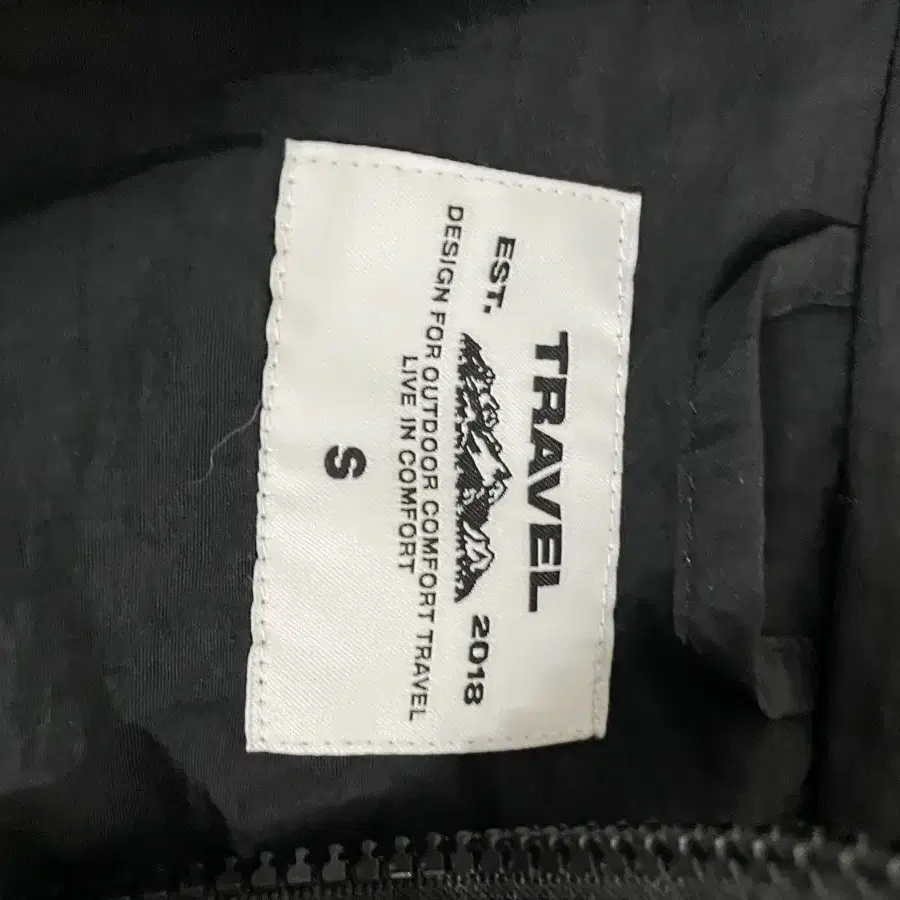 TRAVEL
EST. 2018
DESIGN FOR OUTDOOR COMFORT TRAVEL
LIVE IN COMFORT
S